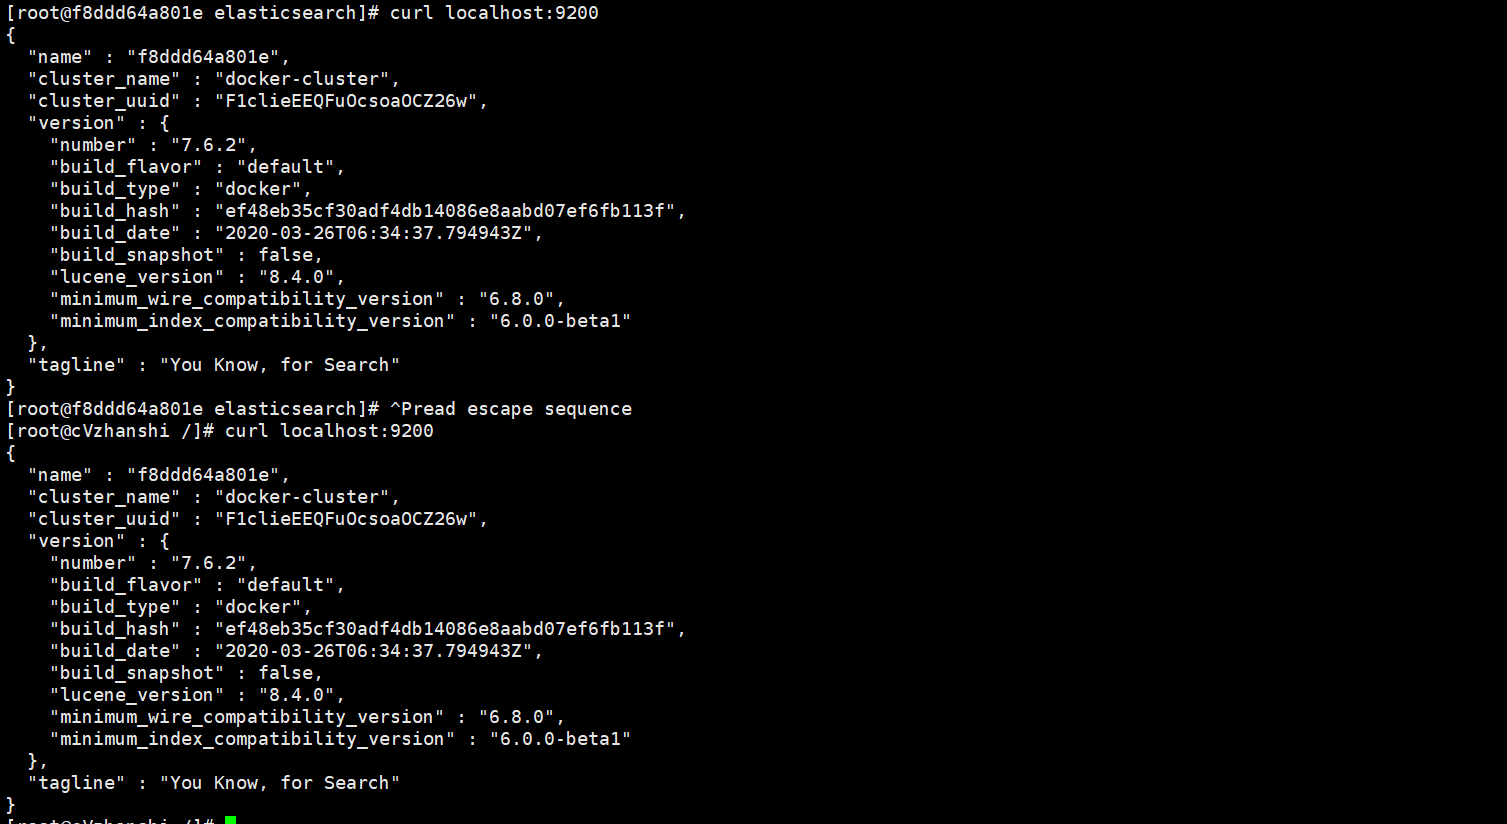 [root@f8ddd64a801e elasticsearch]# curl localhost:9200
{
  "name" : "f8ddd64a801e",
  "cluster_name" : "docker-cluster",
  "cluster_uuid" : "F1clieEEQFuOcsoaOCZ26w",
  "version" : {
    "number" : "7.6.2",
    "build_flavor" : "default",
    "build_type" : "docker",
    "build_hash" : "ef48eb35cf30adf4db14086e8aabd07ef6fb113f",
    "build_date" : "2020-03-26T06:34:37.794943Z",
    "build_snapshot" : false,
    "lucene_version" : "8.4.0",
    "minimum_wire_compatibility_version" : "6.8.0",
    "minimum_index_compatibility_version" : "6.0.0-beta1"
  },
  "tagline" : "You Know, for Search"
}
[root@f8ddd64a801e elasticsearch]# ^Pread escape sequence
[root@cVzhanshi /]# curl localhost:9200
{
  "name" : "f8ddd64a801e",
  "cluster_name" : "docker-cluster",
  "cluster_uuid" : "F1clieEEQFuOcsoaOCZ26w",
  "version" : {
    "number" : "7.6.2",
    "build_flavor" : "default",
    "build_type" : "docker",
    "build_hash" : "ef48eb35cf30adf4db14086e8aabd07ef6fb113f",
    "build_date" : "2020-03-26T06:34:37.794943Z",
    "build_snapshot" : false,
    "lucene_version" : "8.4.0",
    "minimum_wire_compatibility_version" : "6.8.0",
    "minimum_index_compatibility_version" : "6.0.0-beta1"
  },
  "tagline" : "You Know, for Search"
}
[root@cVzhanshi /]#